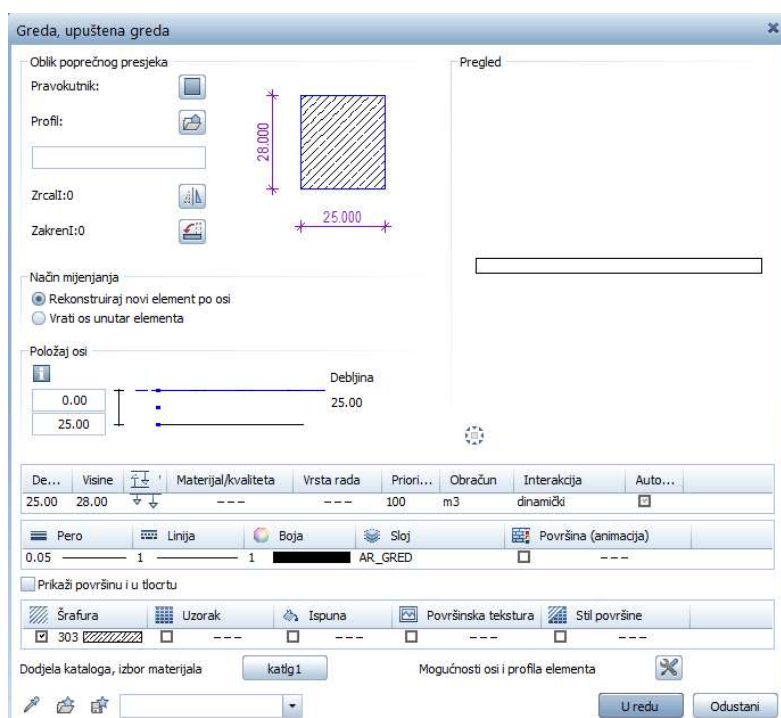 Greda, upuštena greda
Oblik poprečnog presjeka
Pregled
Pravokutnik:
Profil:
28.000
ZrcalI:0
ZakrenI:0
25.000
Način mijenjanja
Rekonstruiraj novi element po osi
Vrati os unutar elementa
Položaj osi
Debljina
0.00
25.00
25.00
De... Visine Materijal/kvaliteta Vrsta rada Priori... Obračun Interakcija Auto...
25.00 28.00 --- --- 100 m3 dinamički
Pero Linija Boja Sloj Površina (animacija)
0.05 1 1 AR_GRED ---
Prikaži površinu i u tlocrtu
Šrafura Uzorak Ispuna Površinska tekstura Stil površine
303 --- --- --- ---
Dodjela kataloga, izbor materijala katlg1 Mogućnosti osi i profila elementa
U redu Odustani